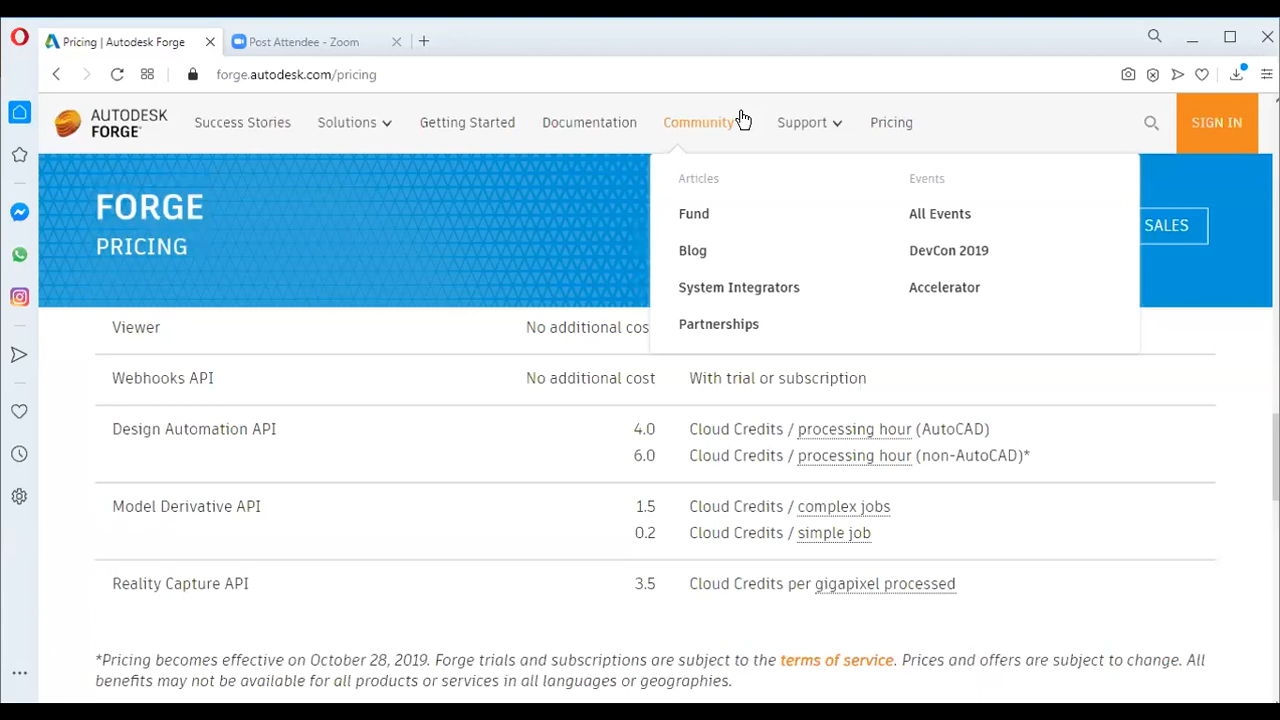 Pricing | Autodesk Forge
Post Attendee - Zoom
forge.autodesk.com/pricing
AUTODESK
FORGE
Success Stories
Solutions
Getting Started
Documentation
Community
Support
Pricing
SIGN IN
FORGE
PRICING
SALES
Articles
Fund
Blog
System Integrators
Partnerships
Events
All Events
DevCon 2019
Accelerator
Viewer No additional cos
Webhooks API No additional cost With trial or subscription
Design Automation API 4.0 Cloud Credits / processing hour (AutoCAD)
6.0 Cloud Credits / processing hour (non-AutoCAD)*
Model Derivative API 1.5 Cloud Credits / complex jobs
0.2 Cloud Credits / simple job
Reality Capture API 3.5 Cloud Credits per gigapixel processed
*Pricing becomes effective on October 28, 2019. Forge trials and subscriptions are subject to the terms of service. Prices and offers are subject to change. All
benefits may not be available for all products or services in all languages or geographies.